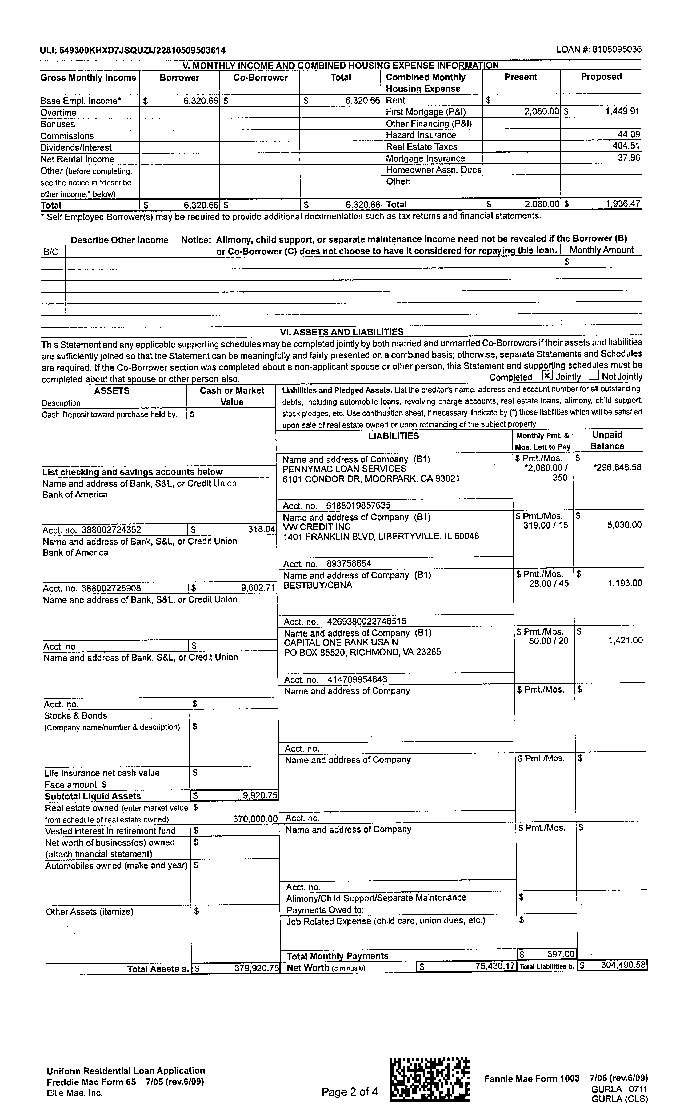 ULI: 549300KHXD7JSQUZIJ22810509503614 LOAN #: 8105095036
V. MONTHLY INCOME AND COMBINED HOUSING EXPENSE INFORMATION
Gross Monthly Income Borrower Co-Borrower Total Combined Monthly Housing Expense Present Proposed
Base Empl. Income* $ 6,320.66 $ $ 6,320.66 Rent $
Overtime First Mortgage (P&I) 2,080.00 $ 1,449.91
Bonuses Other Financing (P&I)
Commissions Hazard Insurance 44.09
Dividends/Interest Real Estate Taxes 404.51
Net Rental Income Mortgage Insurance 37.96
Other (before completing, Homeowner Assn. Dues
see the notice in "describe Other:
other income," below)
Total $ 6,320.66 $ $ 6,320.66 Total $ 2,080.00 $ 1,936.47
* Self Employed Borrower(s) may be required to provide additional documentation such as tax returns and financial statements.
Describe Other Income Notice: Alimony, child support, or separate maintenance income need not be revealed if the Borrower (B)
B/C or Co-Borrower (C) does not choose to have it considered for repaying this loan. Monthly Amount
$
VI. ASSETS AND LIABILITIES
This Statement and any applicable supporting schedules may be completed jointly by both married and unmarried Co-Borrowers if their assets and liabilities
are sufficiently joined so that the Statement can be meaningfully and fairly presented on a combined basis; otherwise, separate Statements and Schedules
are required. If the Co-Borrower section was completed about a non-applicant spouse or other person, this Statement and supporting schedules must be
completed about that spouse or other person also. Completed X Jointly Not Jointly
ASSETS Cash or Market Value
Description
Cash Deposit toward purchase held by: $
Liabilities and Pledged Assets. List the creditor's name, address and account number for all outstanding
debts, including automobile loans, revolving charge accounts, real estate loans, alimony, child support,
stock pledges, etc. Use continuation sheet, if necessary. Indicate by (*) those liabilities which will be satisfied
upon sale of real estate owned or upon refinancing of the subject property.
LIABILITIES Monthly Pmt. & Mos. Left to Pay Unpaid Balance
List checking and savings accounts below
Name and address of Bank, S&L, or Credit Union
Bank of America
Name and address of Company (B1) $ Pmt./Mos. $
PENNYMAC LOAN SERVICES *2,080.00 / *296,846.58
6101 CONDOR DR, MOORPARK, CA 93021 350
Acct. no. 6185019857635
Acct. no. 388002724352 $ 318.04
Name and address of Bank, S&L, or Credit Union
Bank of America
Name and address of Company (B1) $ Pmt./Mos. $
VW CREDIT INC 319.00 / 15 5,030.00
1401 FRANKLIN BLVD, LIBERTYVILLE, IL 60048
Acct. no. 893758654
Acct. no. 388002725908 $ 9,602.71
Name and address of Bank, S&L, or Credit Union
Name and address of Company (B1) $ Pmt./Mos. $
BESTBUY/CBNA 28.00 / 45 1,193.00
Acct. no. 4269380022748515
Acct. no. $
Name and address of Bank, S&L, or Credit Union
Name and address of Company (B1) $ Pmt./Mos. $
CAPITAL ONE BANK USA N 50.00 / 20 1,421.00
PO BOX 85520, RICHMOND, VA 23285
Acct. no. 414709954843
Acct. no. $
Name and address of Company $ Pmt./Mos. $
Stocks & Bonds $
(Company name/number & description)
Acct. no.
Name and address of Company $ Pmt./Mos. $
Life insurance net cash value $
Face amount: $
Subtotal Liquid Assets $ 9,920.75
Real estate owned (enter market value $
from schedule of real estate owned) 370,000.00
Acct. no.
Vested interest in retirement fund $
Name and address of Company $ Pmt./Mos. $
Net worth of business(es) owned $
(attach financial statement)
Automobiles owned (make and year) $
Acct. no.
Alimony/Child Support/Separate Maintenance $
Payments Owed to:
Other Assets (itemize) $
Job Related Expense (child care, union dues, etc.) $
Total Monthly Payments $ 397.00
Total Assets a. $ 379,920.75 Net Worth $ 75,430.17 Total Liabilities b. $ 304,490.58
Uniform Residential Loan Application
Freddie Mac Form 65 7/05 (rev.6/09)
Ellie Mae, Inc.
Page 2 of 4
Fannie Mae Form 1003 7/05 (rev.6/09)
GURLA 0711
GURLA (CLS)